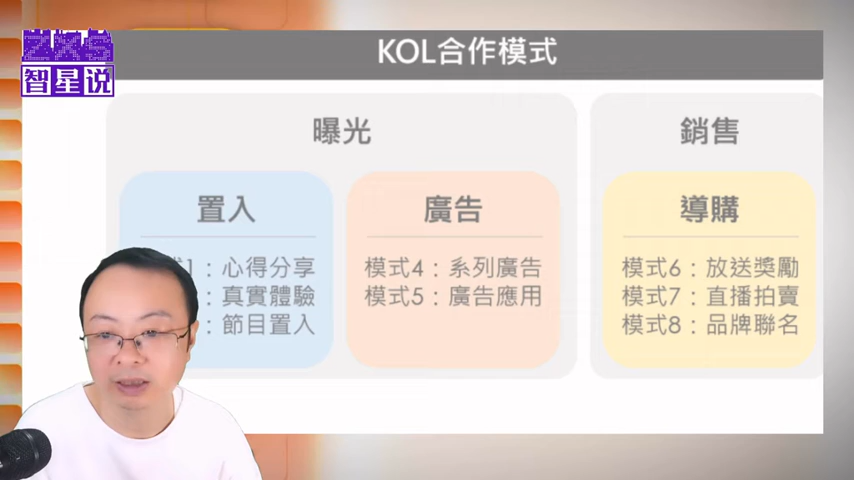 智星说
KOL合作模式
曝光
銷售
置入
1：心得分享
：真實體驗
：節目置入
廣告
模式4：系列廣告
模式5：廣告應用
導購
模式6：放送獎勵
模式7：直播拍賣
模式8：品牌聯名